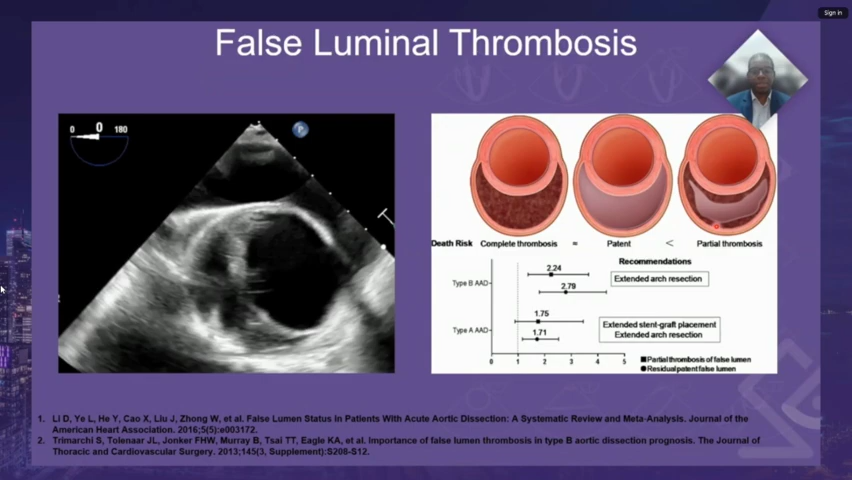 Sign in
False Luminal Thrombosis
0 0 180
P
Death Risk Complete thrombosis = Patent < Partial thrombosis
Recommendations
Type B AAD
2.24
2.79
Extended arch resection
Type A AAD
1.75
1.71
Extended stent-graft placement
Extended arch resection
0 1 2 3 4 5
Partial thrombosis of false lumen
Residual patent false lumen
1. Li D, Ye L, He Y, Cao X, Liu J, Zhong W, et al. False Lumen Status in Patients With Acute Aortic Dissection: A Systematic Review and Meta-Analysis. Journal of the
American Heart Association. 2016;5(5):e003172.
2. Trimarchi S, Tolenaar JL, Jonker FHW, Murray B, Tsai TT, Eagle KA, et al. Importance of false lumen thrombosis in type B aortic dissection prognosis. The Journal of
Thoracic and Cardiovascular Surgery. 2013;145(3, Supplement):S208-S12.